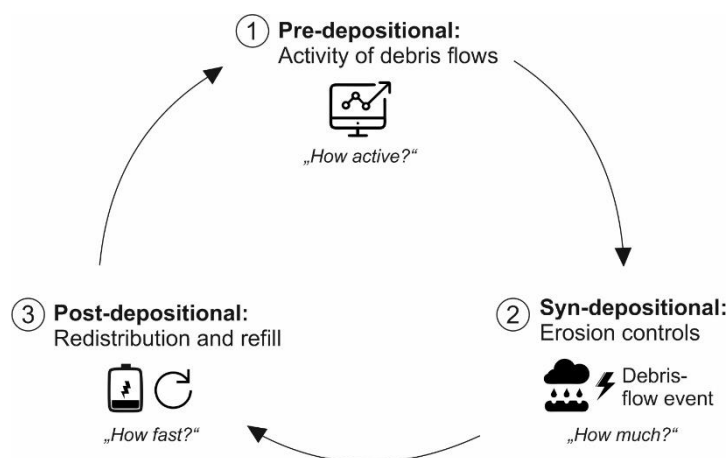 1 Pre-depositional:
Activity of debris flows
„How active?“
3 Post-depositional:
Redistribution and refill
„How fast?“
2 Syn-depositional:
Erosion controls
Debris-
flow event
„How much?“